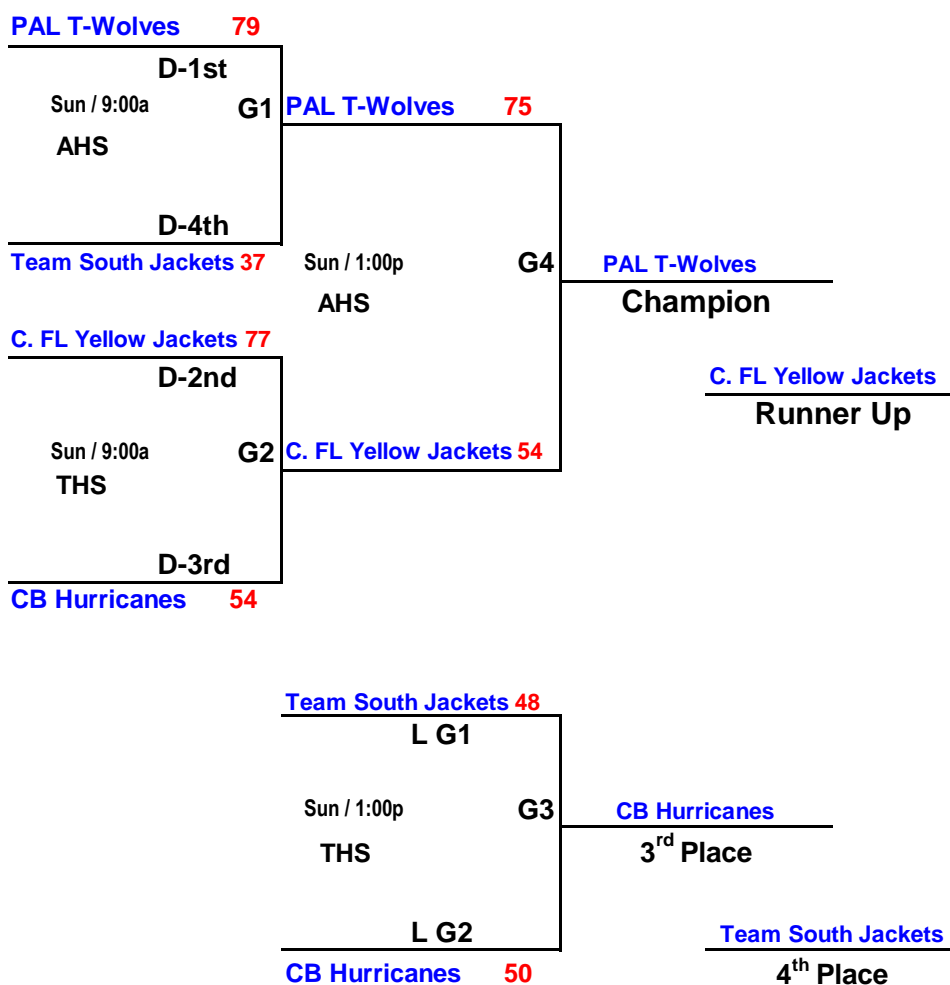 PAL T-Wolves 79
D-1st
Sun / 9:00a
G1
PAL T-Wolves 75
AHS
D-4th
Team South Jackets 37
Sun / 1:00p
G4
PAL T-Wolves
AHS
Champion
C. FL Yellow Jackets 77
D-2nd
C. FL Yellow Jackets
Runner Up
Sun / 9:00a
G2
C. FL Yellow Jackets 54
THS
D-3rd
CB Hurricanes 54
Team South Jackets 48
L G1
Sun / 1:00p
G3
CB Hurricanes
THS
3rd Place
L G2
Team South Jackets
CB Hurricanes 50
4th Place